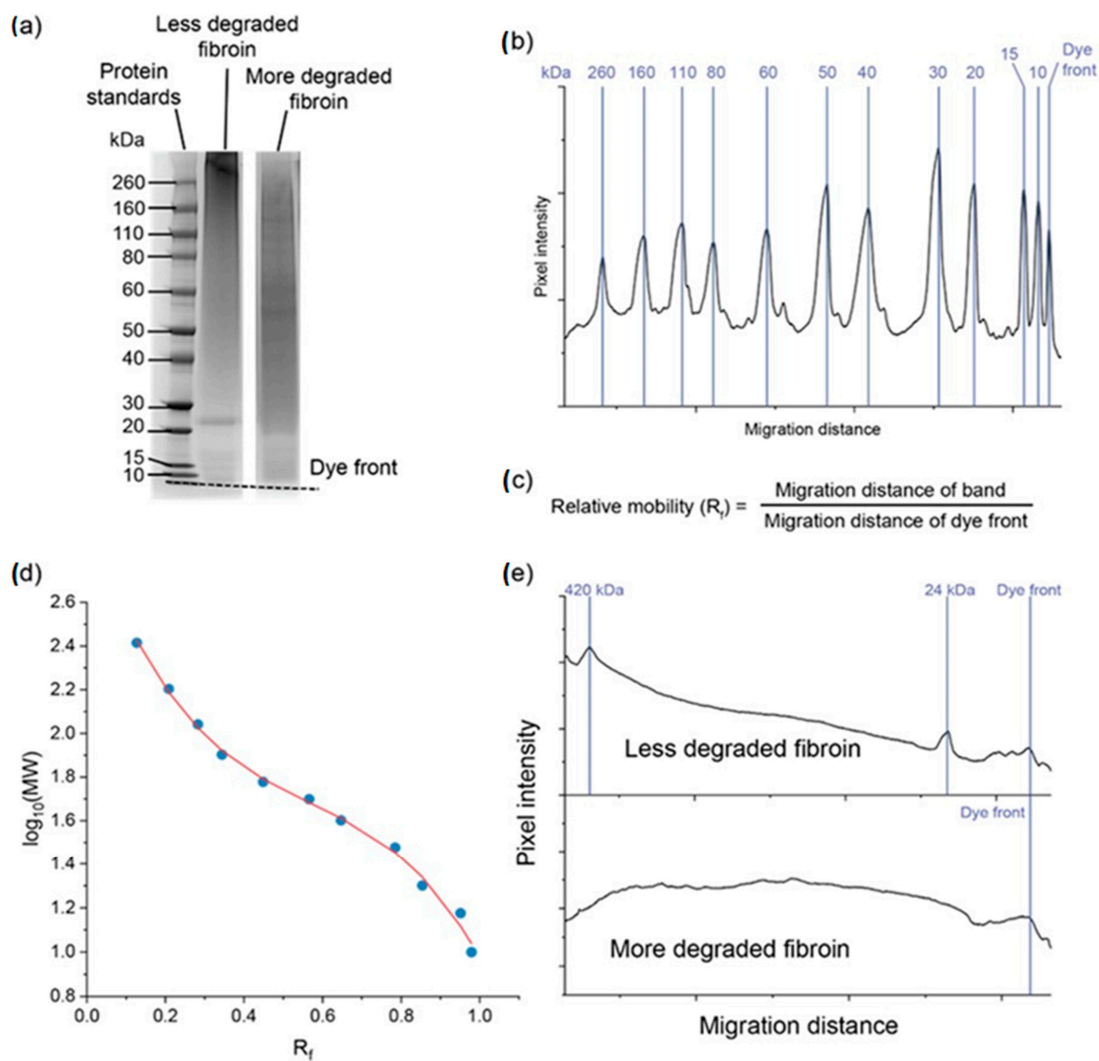 (a)
Less degraded
fibroin
Protein
standards
More degraded
fibroin
kDa
260
160
110
80
60
50
40
30
20
15
10
Dye front
(b)
kDa 260 160 110 80 60 50 40 30 20 15 10 Dye
front
Pixel intensity
Migration distance
(c)
Relative mobility (Rf) = Migration distance of band
Migration distance of dye front
(d)
2.6
2.4
2.2
2.0
1.8
1.6
1.4
1.2
1.0
0.8
log10(MW)
0.0 0.2 0.4 0.6 0.8 1.0
Rf
(e)
420 kDa 24 kDa Dye front
Less degraded fibroin
Dye front
More degraded fibroin
Pixel intensity
Migration distance